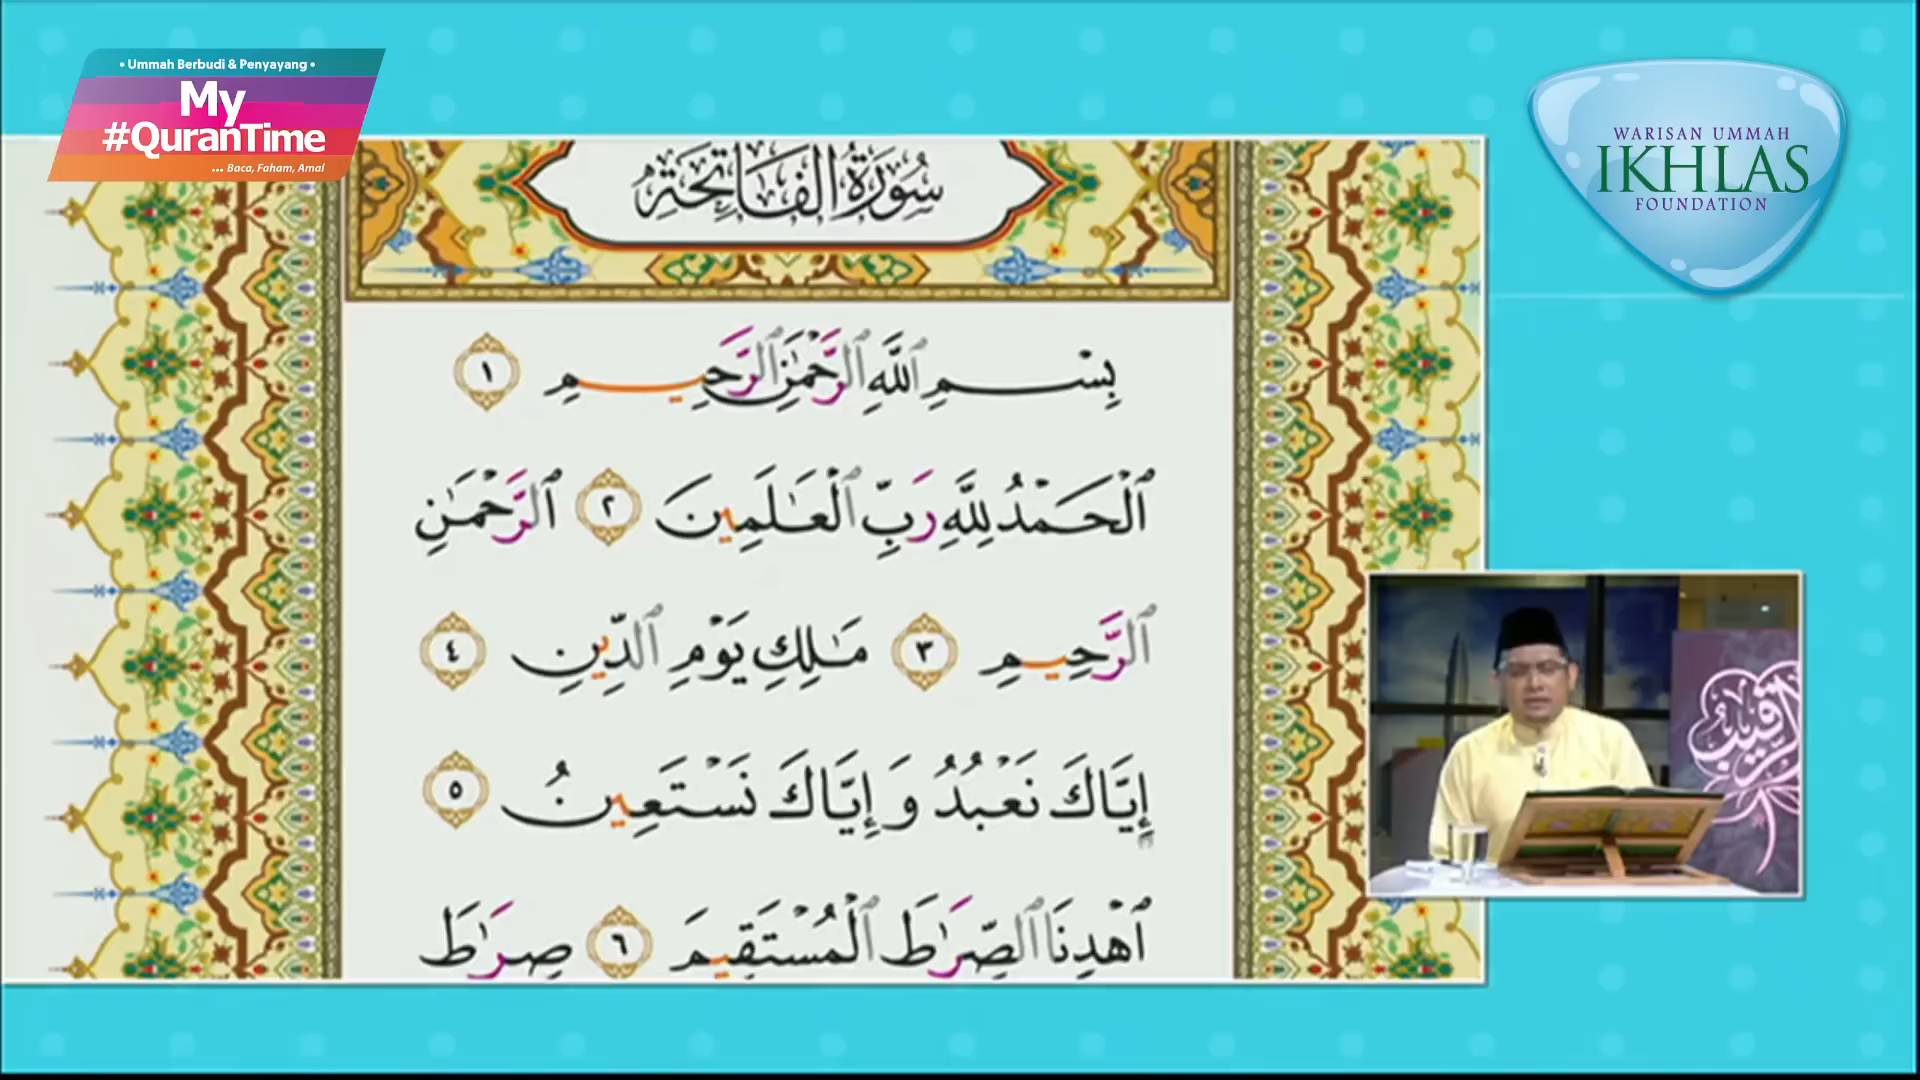 • Ummah Berbudi & Penyayang •
My
#QuranTime
... Baca, Faham, Amal
WARISAN UMMAH
IKHLAS
FOUNDATION
سُورَةُ الْفَاتِحَةِ
بِسْمِ ٱللَّهِ ٱلرَّحْمَٰنِ ٱلرَّحِيمِ ١
ٱلْحَمْدُ لِلَّهِ رَبِّ ٱلْعَٰلَمِينَ ٢ ٱلرَّحْمَٰنِ
ٱلرَّحِيمِ ٣ مَٰلِكِ يَوْمِ ٱلدِّينِ ٤
إِيَّاكَ نَعْبُدُ وَإِيَّاكَ نَسْتَعِينُ ٥
ٱهْدِنَا ٱلصِّرَٰطَ ٱلْمُسْتَقِيمَ ٦ صِرَٰطَ